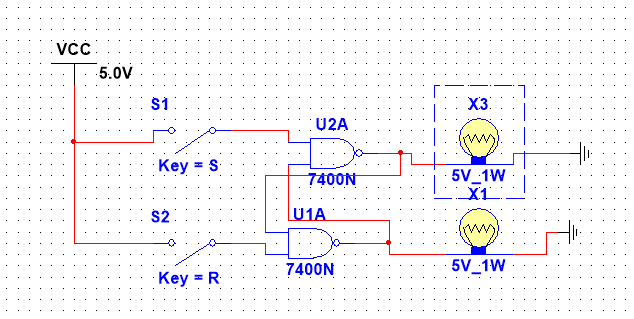 VCC
5.0V
S1
Key = S
U2A
7400N
X3
5V_1W
X1
S2
Key = R
U1A
7400N
5V_1W